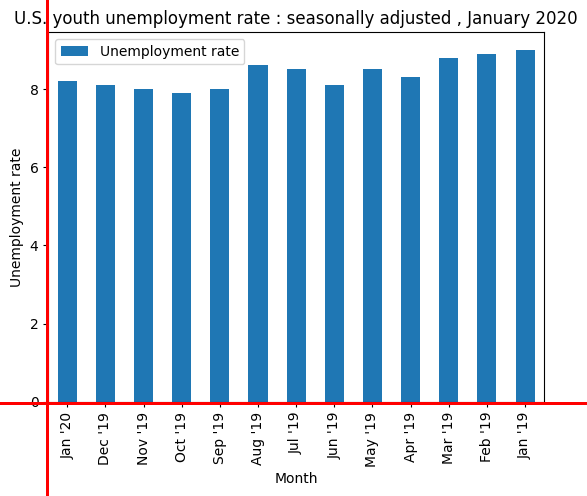 U.S. youth unemployment rate : seasonally adjusted , January 2020
Unemployment rate
Unemployment rate
8
6
4
2
0
Jan '20
Dec '19
Nov '19
Oct '19
Sep '19
Aug '19
Jul '19
Jun '19
May '19
Apr '19
Mar '19
Feb '19
Jan '19
Month